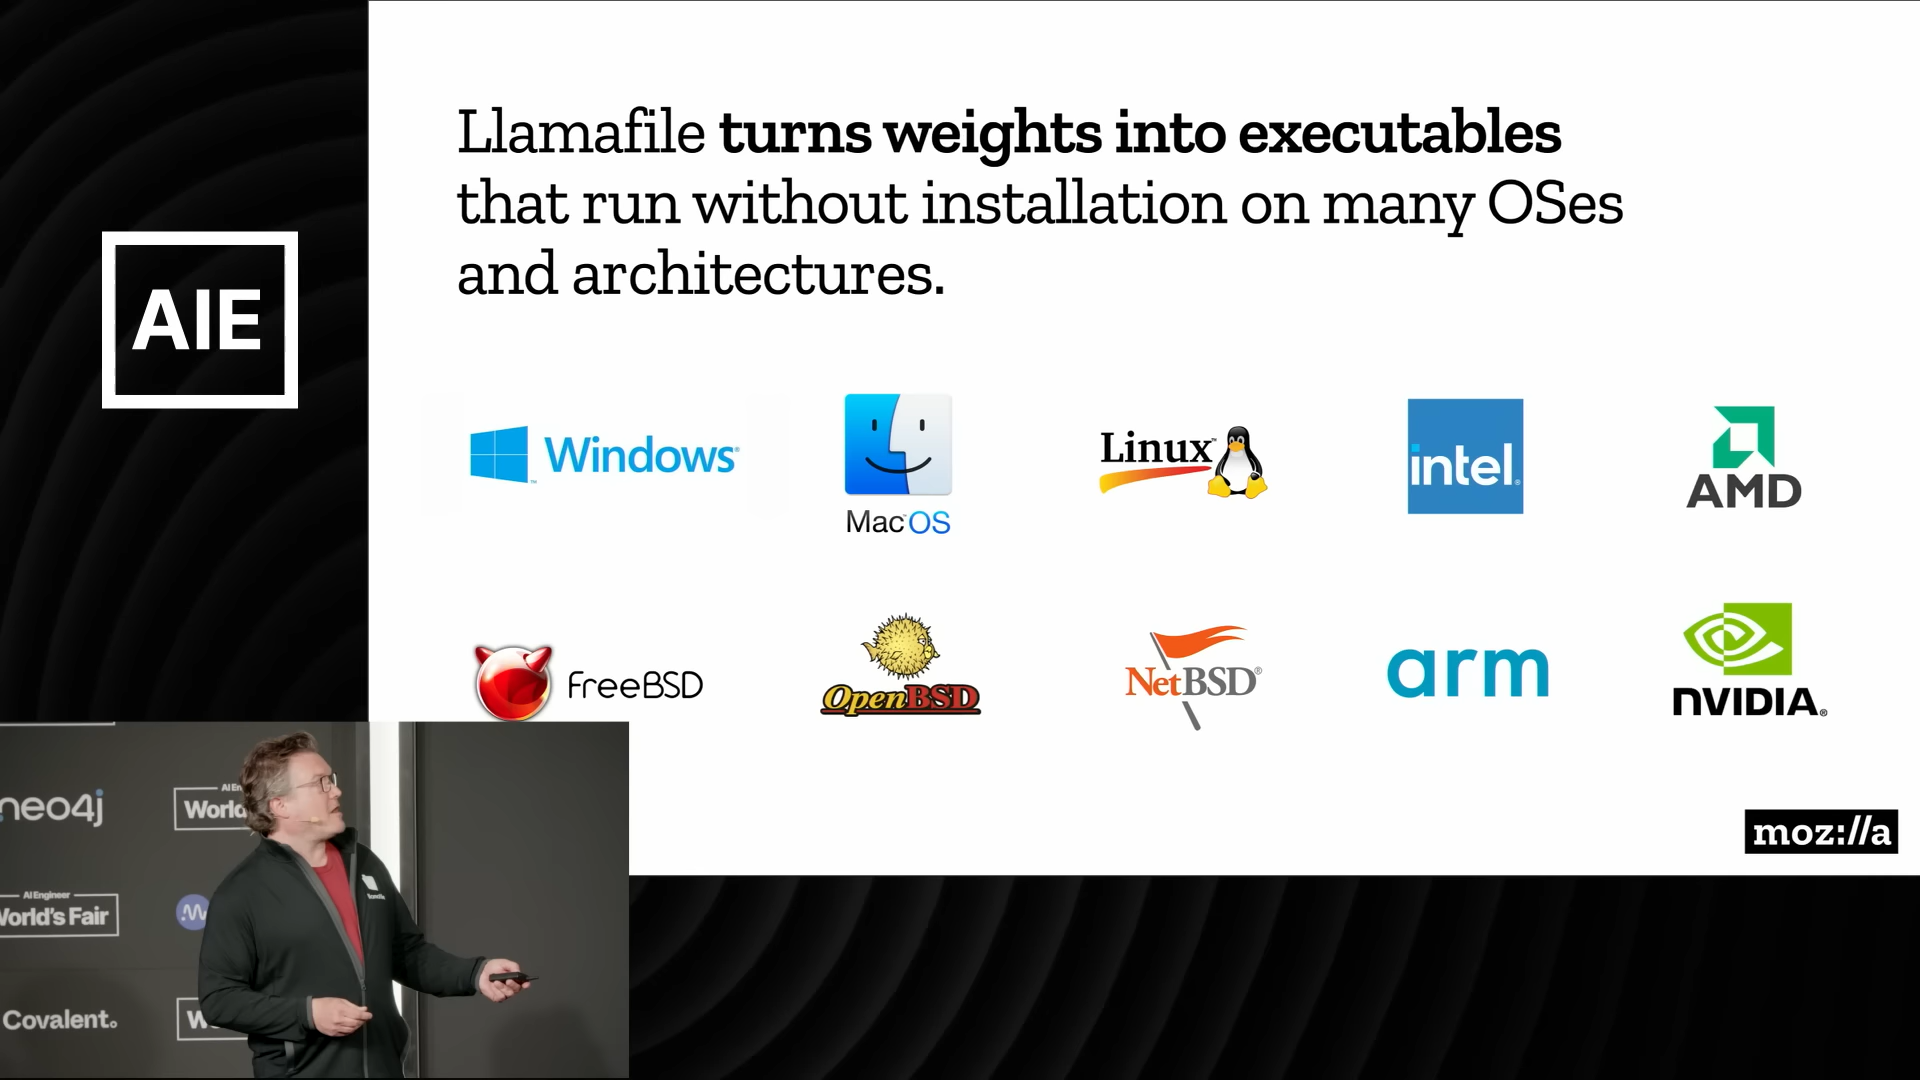 Llamafile turns weights into executables
that run without installation on many OSes
and architectures.
AIE
Windows
MacOS
Linux
intel
AMD
FreeBSD
OpenBSD
NetBSD
arm
NVIDIA
moz://a
neo4j
AI En
World
AI Engineer
World's Fair
Covalent
W